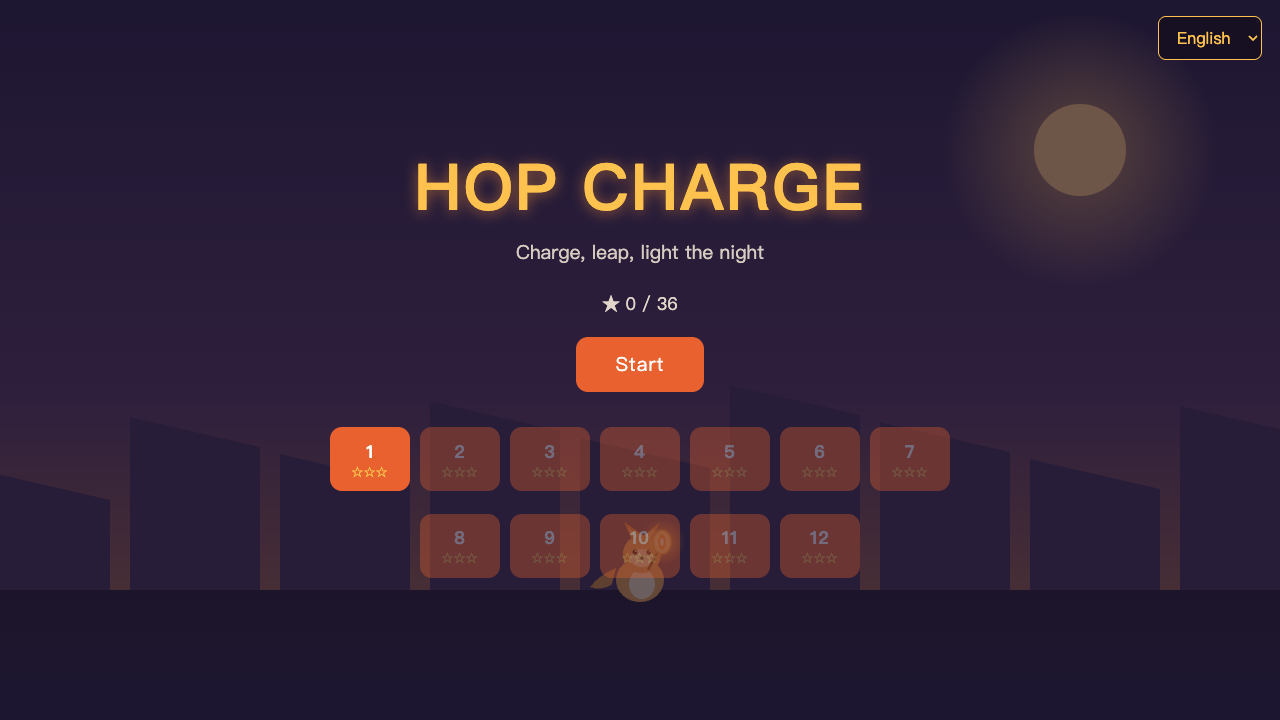 English
HOP CHARGE
Charge, leap, light the night
★ 0 / 36
Start
1 2 3 4 5 6 7
☆☆☆ ☆☆☆ ☆☆☆ ☆☆☆ ☆☆☆ ☆☆☆ ☆☆☆
8 9 10 11 12
☆☆☆ ☆☆☆ ☆☆☆ ☆☆☆ ☆☆☆